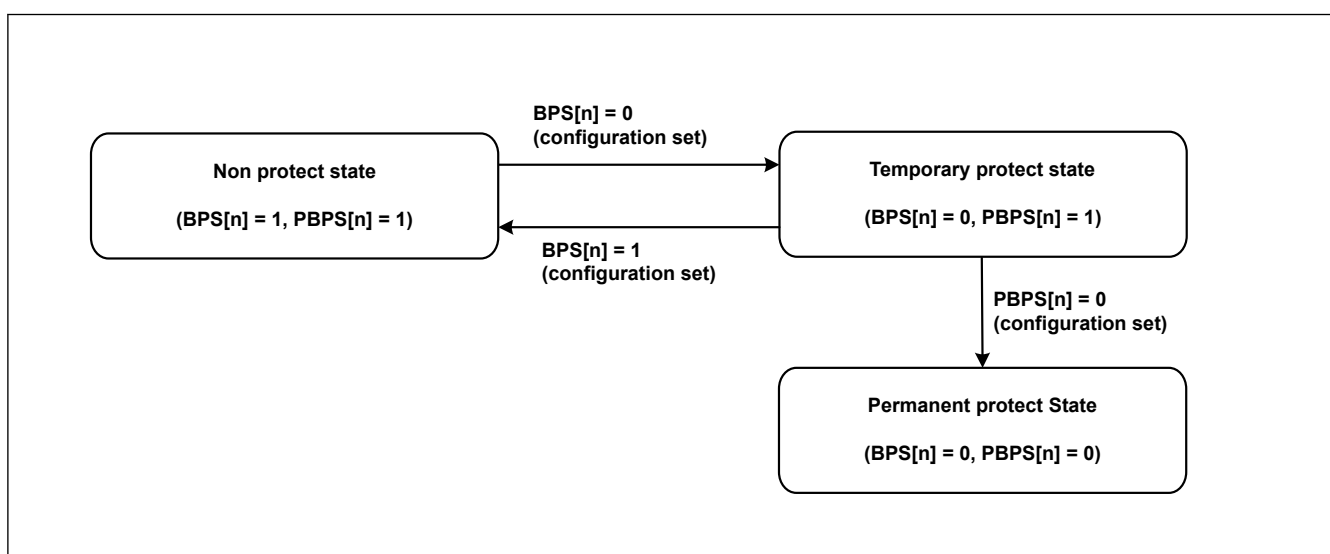 BPS[n] = 0
(configuration set)
Non protect state
(BPS[n] = 1, PBPS[n] = 1)
Temporary protect state
(BPS[n] = 0, PBPS[n] = 1)
BPS[n] = 1
(configuration set)
PBPS[n] = 0
(configuration set)
Permanent protect State
(BPS[n] = 0, PBPS[n] = 0)